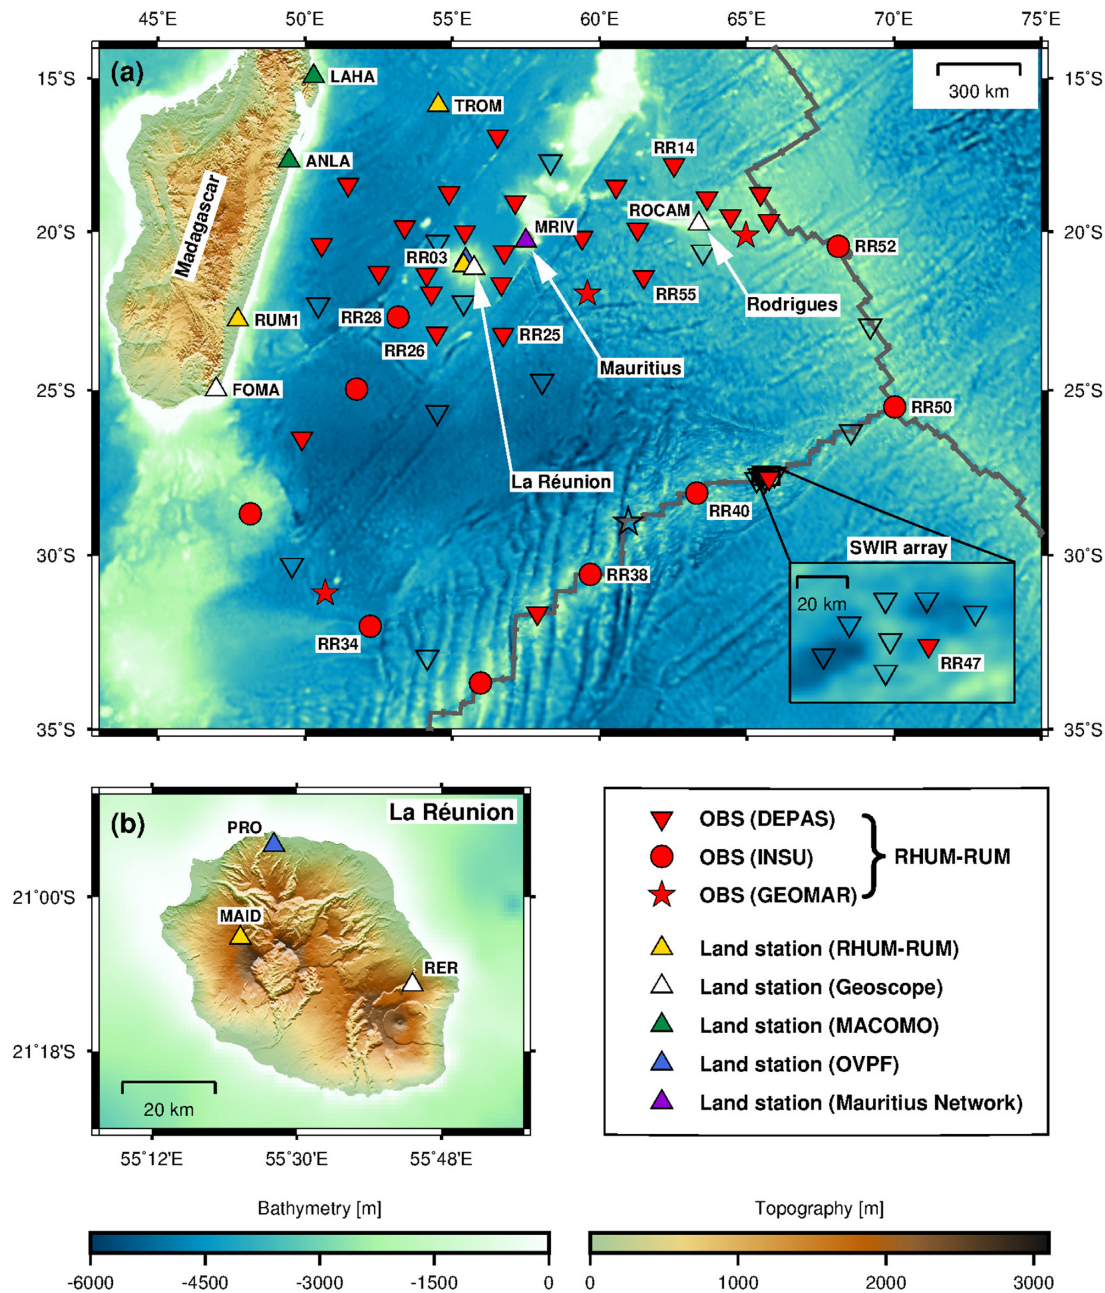 45°E 50°E 55°E 60°E 65°E 70°E 75°E
(a)
15°S 15°S
LAHA
300 km
TROM
RR14
ANLA
Madagascar
ROCAM
MRIV
20°S 20°S
RR52
RR03
RR55
Rodrigues
RUM1
RR28
RR26
RR25
Mauritius
FOMA
25°S 25°S
RR50
La Réunion
RR40
SWIR array
30°S 30°S
RR38
20 km
RR34
RR47
35°S 35°S
(b)
La Réunion
PRO
21°00'S
MAID
RER
21°18'S
20 km
55°12'E 55°30'E 55°48'E
OBS (DEPAS)
OBS (INSU)
RHUM-RUM
OBS (GEOMAR)
Land station (RHUM-RUM)
Land station (Geoscope)
Land station (MACOMO)
Land station (OVPF)
Land station (Mauritius Network)
Bathymetry [m]
-6000 -4500 -3000 -1500 0
Topography [m]
0 1000 2000 3000